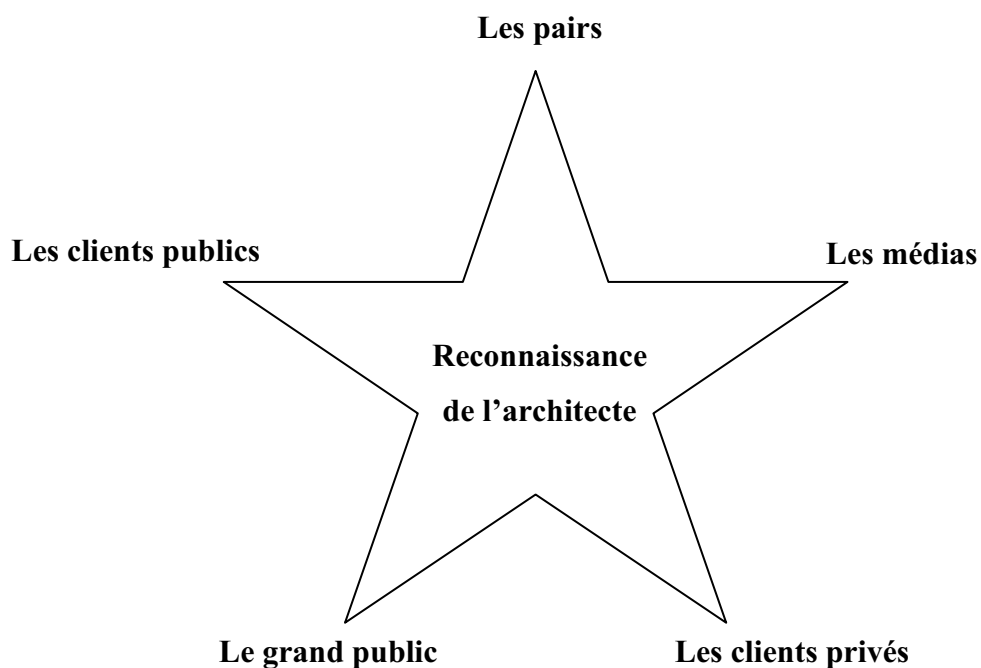 Les pairs
Les clients publics
Les médias
Reconnaissance
de l’architecte
Le grand public
Les clients privés